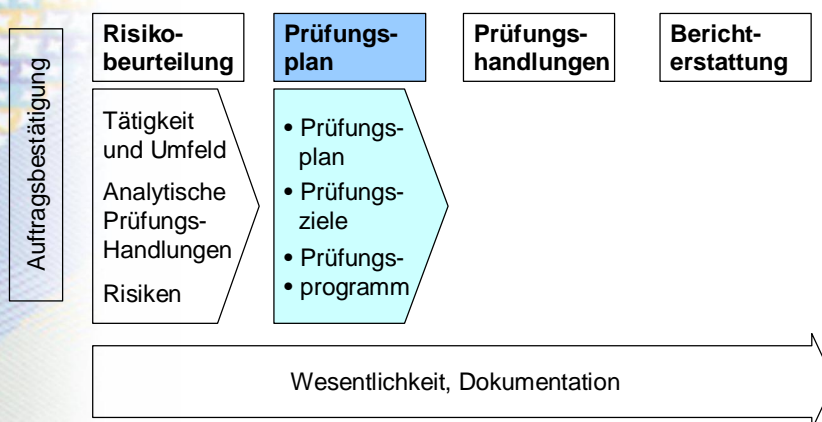 Auftragsbestätigung
Risiko-
beurteilung
Prüfungs-
plan
Prüfungs-
handlungen
Bericht-
erstattung
Tätigkeit
und Umfeld
Analytische
Prüfungs-
Handlungen
Risiken
• Prüfungs-
plan
• Prüfungs-
ziele
• Prüfungs-
• programm
Wesentlichkeit, Dokumentation